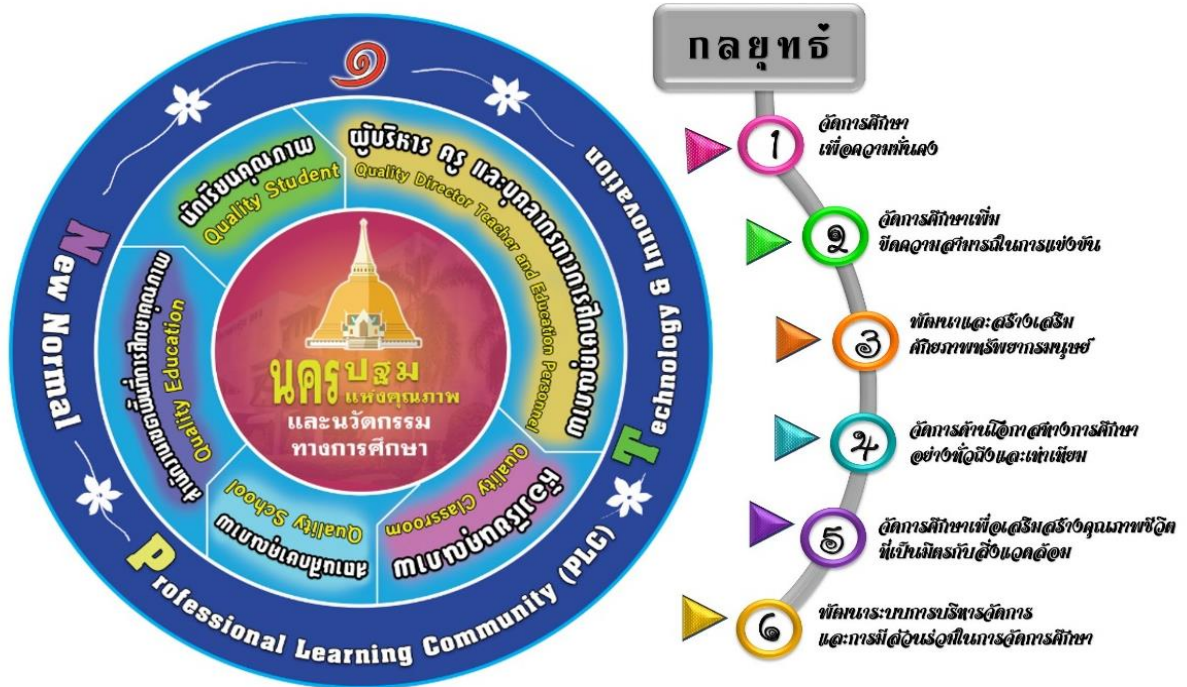 ๑
New Normal
Technology & Innovation
Professional Learning Community (PLC)
นักเรียนคุณภาพ
Quality Student
ผู้บริหาร ครู และบุคลากรทางการศึกษาคุณภาพ
Quality Director Teacher and Education Personnel
ห้องเรียนคุณภาพ
Quality Classroom
สถานศึกษาคุณภาพ
Quality School
สำนักงานเขตพื้นที่การศึกษาคุณภาพ
Quality Education
นครปฐม
แห่งคุณภาพ
และนวัตกรรม
ทางการศึกษา
กลยุทธ์
1
จัดการศึกษา
เพื่อความมั่นคง
2
จัดการศึกษาเพิ่ม
ขีดความสามารถในการแข่งขัน
3
พัฒนาและสร้างเสริม
ศักยภาพทรัพยากรมนุษย์
4
จัดการด้านโอกาสทางการศึกษา
อย่างทั่วถึงและเท่าเทียม
5
จัดการศึกษาเพื่อเสริมสร้างคุณภาพชีวิต
ที่เป็นมิตรกับสิ่งแวดล้อม
6
พัฒนาระบบการบริหารจัดการ
และการมีส่วนร่วมในการจัดการศึกษา